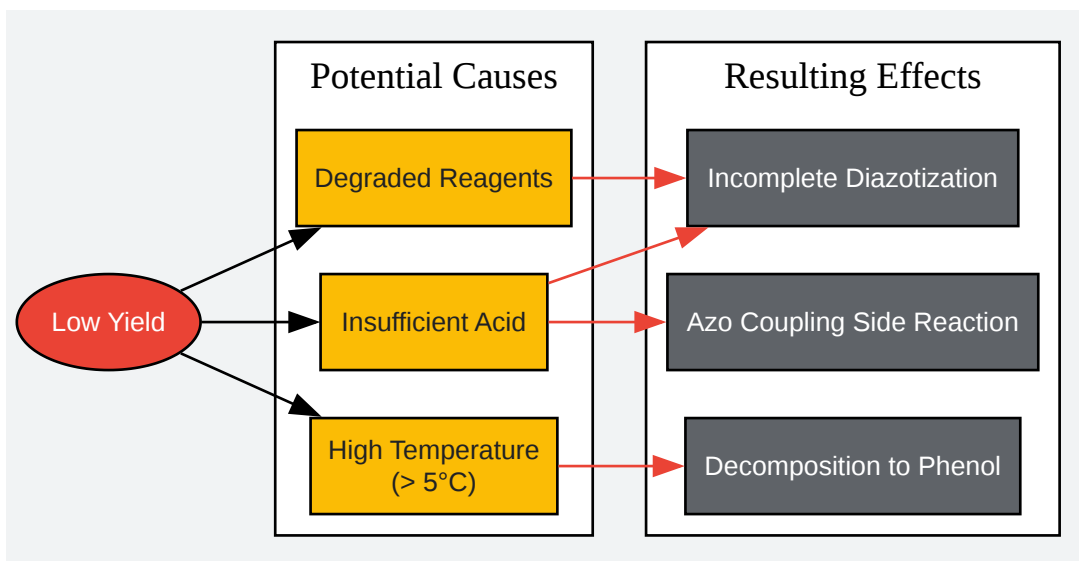 Potential Causes
Resulting Effects
Degraded Reagents
Incomplete Diazotization
Low Yield
Insufficient Acid
Azo Coupling Side Reaction
High Temperature
(> 5°C)
Decomposition to Phenol